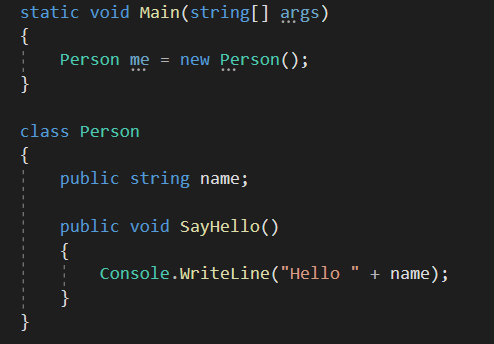 static void Main(string[] args)
{
    Person me = new Person();
}

class Person
{
    public string name;

    public void SayHello()
    {
        Console.WriteLine("Hello " + name);
    }
}